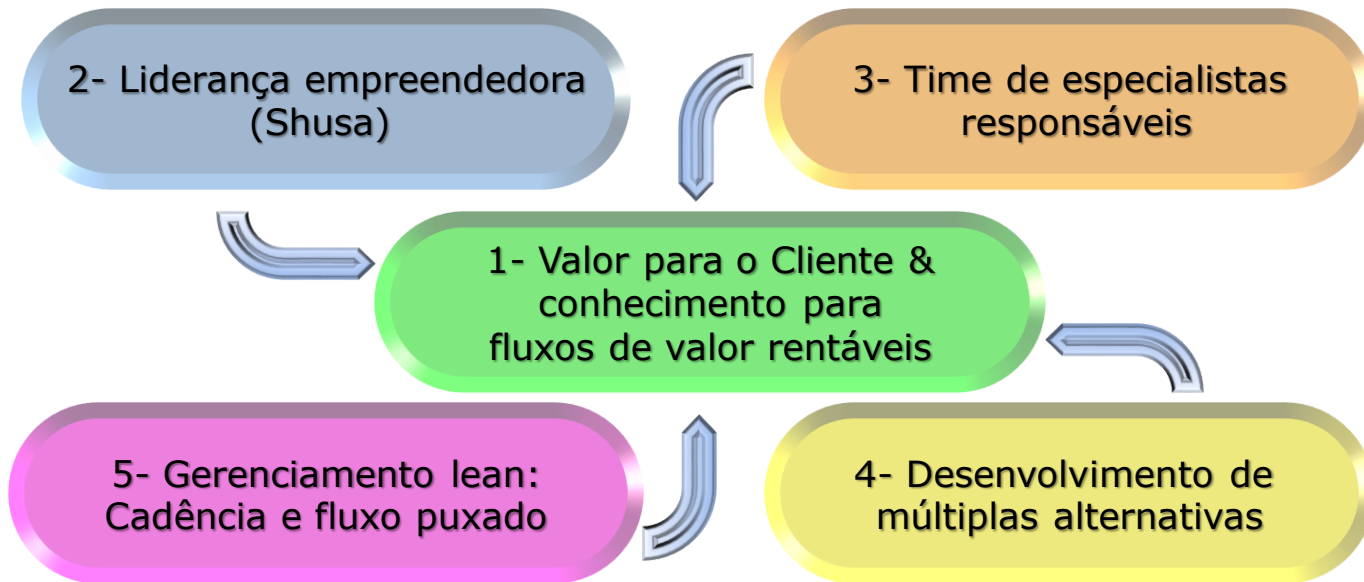 2- Liderança empreendedora
(Shusa)
3- Time de especialistas
responsáveis
1- Valor para o Cliente &
conhecimento para
fluxos de valor rentáveis
5- Gerenciamento lean:
Cadência e fluxo puxado
4- Desenvolvimento de
múltiplas alternativas